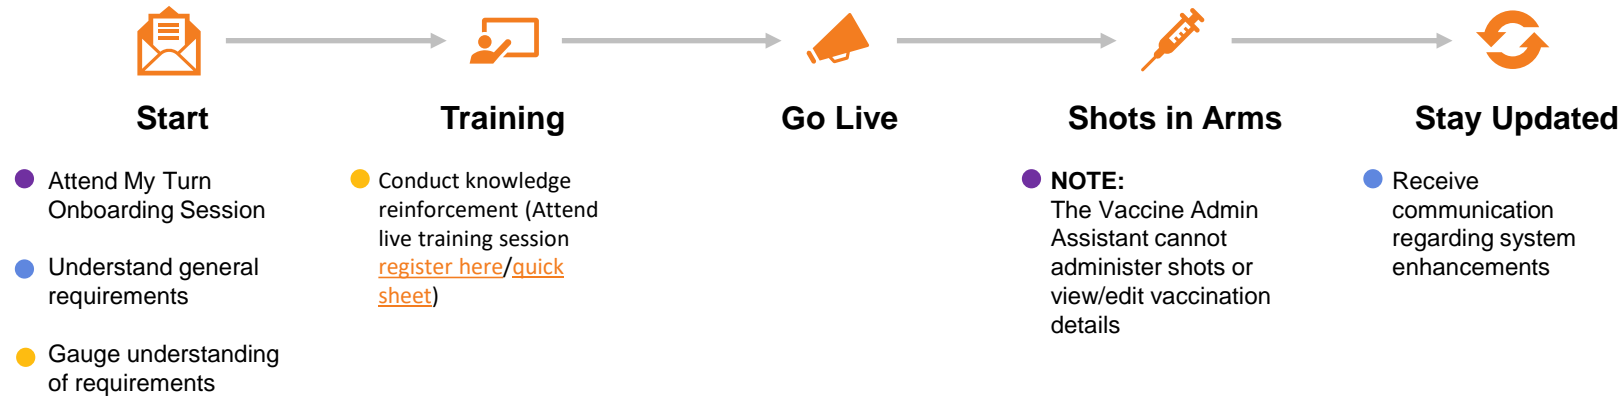 Start
Training
Go Live
Shots in Arms
Stay Updated
Attend My Turn
Onboarding Session
Understand general
requirements
Gauge understanding
of requirements
Conduct knowledge
reinforcement (Attend
live training session
register here/quick
sheet)
NOTE:
The Vaccine Admin
Assistant cannot
administer shots or
view/edit vaccination
details
Receive
communication
regarding system
enhancements